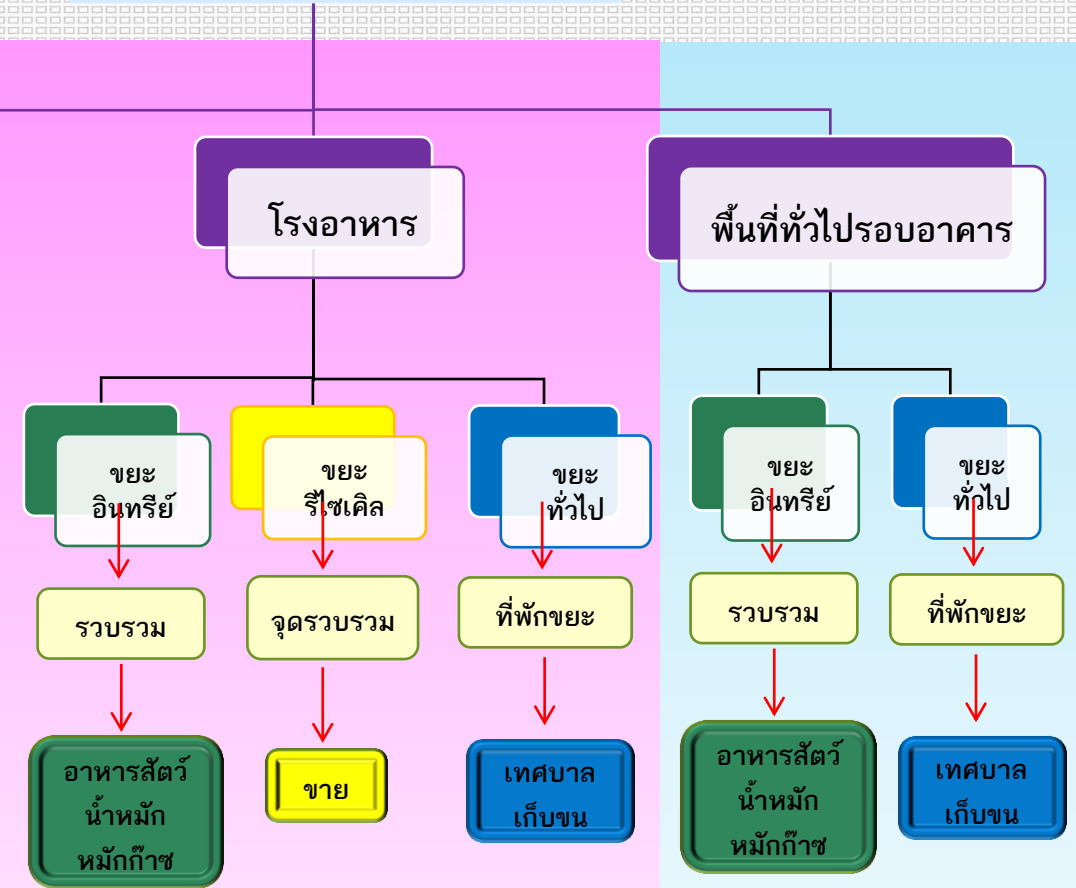 โรงอาหาร
พื้นที่ทั่วไปรอบอาคาร
ขยะ
อินทรีย์
ขยะ
รีไซเคิล
ขยะ
ทั่วไป
ขยะ
อินทรีย์
ขยะ
ทั่วไป
รวบรวม
จุดรวบรวม
ที่พักขยะ
รวบรวม
ที่พักขยะ
อาหารสัตว์
น้ำหมัก
หมักก๊าซ
ขาย
เทศบาล
เก็บขน
อาหารสัตว์
น้ำหมัก
หมักก๊าซ
เทศบาล
เก็บขน